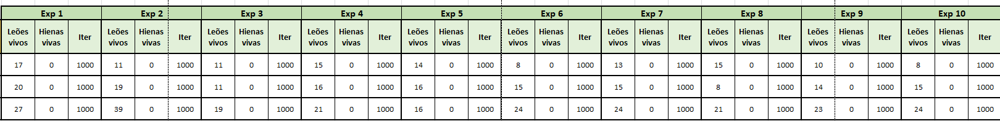 Exp 1 Exp 2 Exp 3 Exp 4 Exp 5 Exp 6 Exp 7 Exp 8 Exp 9 Exp 10
Leões vivos Hienas vivas Iter Leões vivos Hienas vivas Iter Leões vivos Hienas vivas Iter Leões vivos Hienas vivas Iter Leões vivos Hienas vivas Iter Leões vivos Hienas vivas Iter Leões vivos Hienas vivas Iter Leões vivos Hienas vivas Iter Leões vivos Hienas vivas Iter Leões vivos Hienas vivas Iter
17 0 1000 11 0 1000 11 0 1000 15 0 1000 14 0 1000 8 0 1000 13 0 1000 15 0 1000 10 0 1000 8 0 1000
20 0 1000 19 0 1000 11 0 1000 16 0 1000 16 0 1000 15 0 1000 15 0 1000 8 0 1000 14 0 1000 15 0 1000
27 0 1000 39 0 1000 19 0 1000 21 0 1000 16 0 1000 24 0 1000 24 0 1000 21 0 1000 23 0 1000 24 0 1000